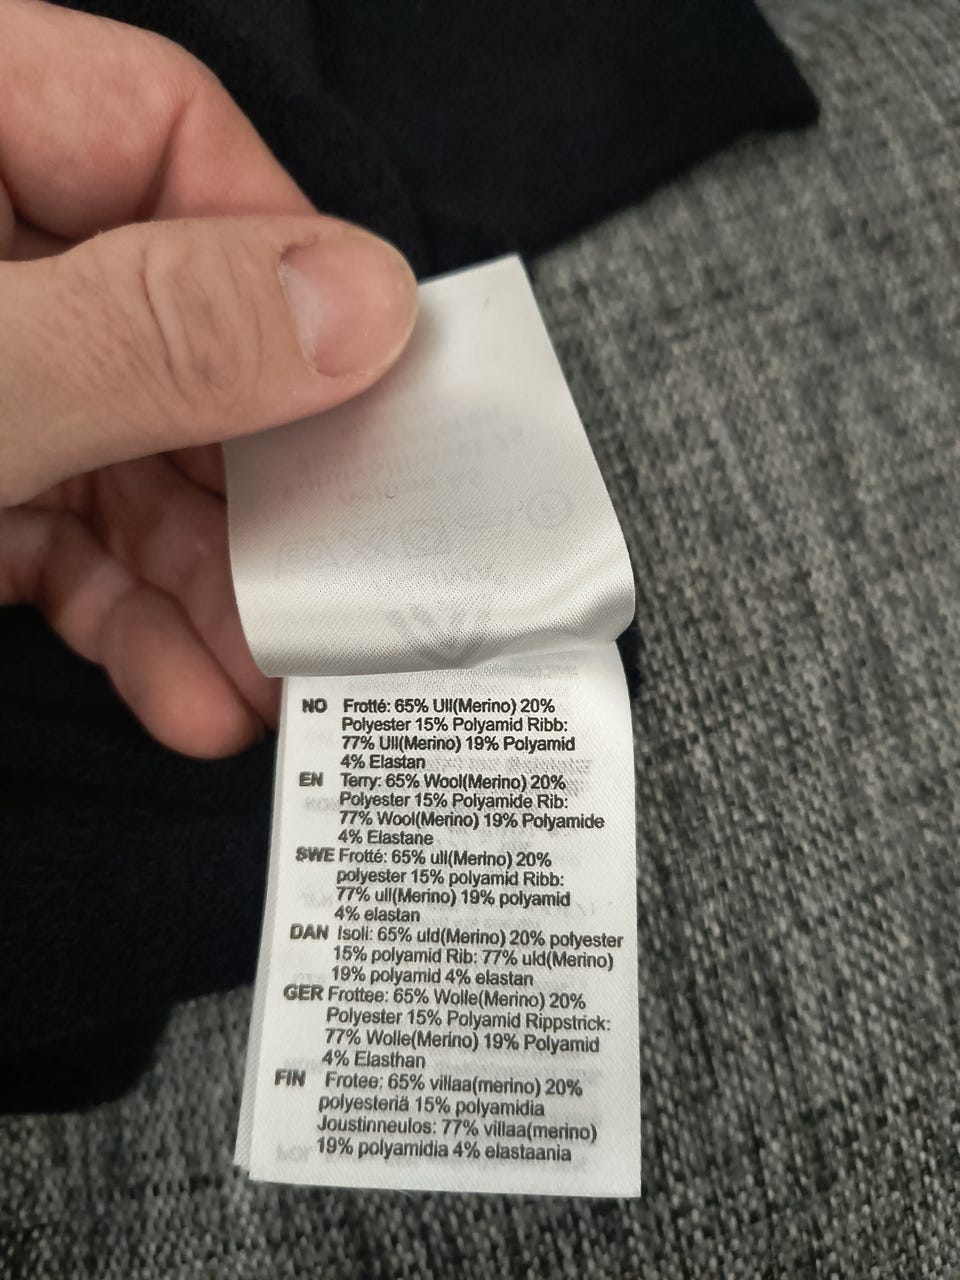 NO Frotté: 65% Ull(Merino) 20%
Polyester 15% Polyamid Ribb:
77% Ull(Merino) 19% Polyamid
4% Elastan
EN Terry: 65% Wool(Merino) 20%
Polyester 15% Polyamide Rib:
77% Wool(Merino) 19% Polyamide
4% Elastane
SWE Frotté: 65% ull(Merino) 20%
polyester 15% polyamid Ribb:
77% ull(Merino) 19% polyamid
4% elastan
DAN Isoli: 65% uld(Merino) 20% polyester
15% polyamid Rib: 77% uld(Merino)
19% polyamid 4% elastan
GER Frottee: 65% Wolle(Merino) 20%
Polyester 15% Polyamid Rippstrick:
77% Wolle(Merino) 19% Polyamid
4% Elasthan
FIN Frotee: 65% villaa(merino) 20%
polyesteriä 15% polyamidia
Joustinneulos: 77% villaa(merino)
19% polyamidia 4% elastaania